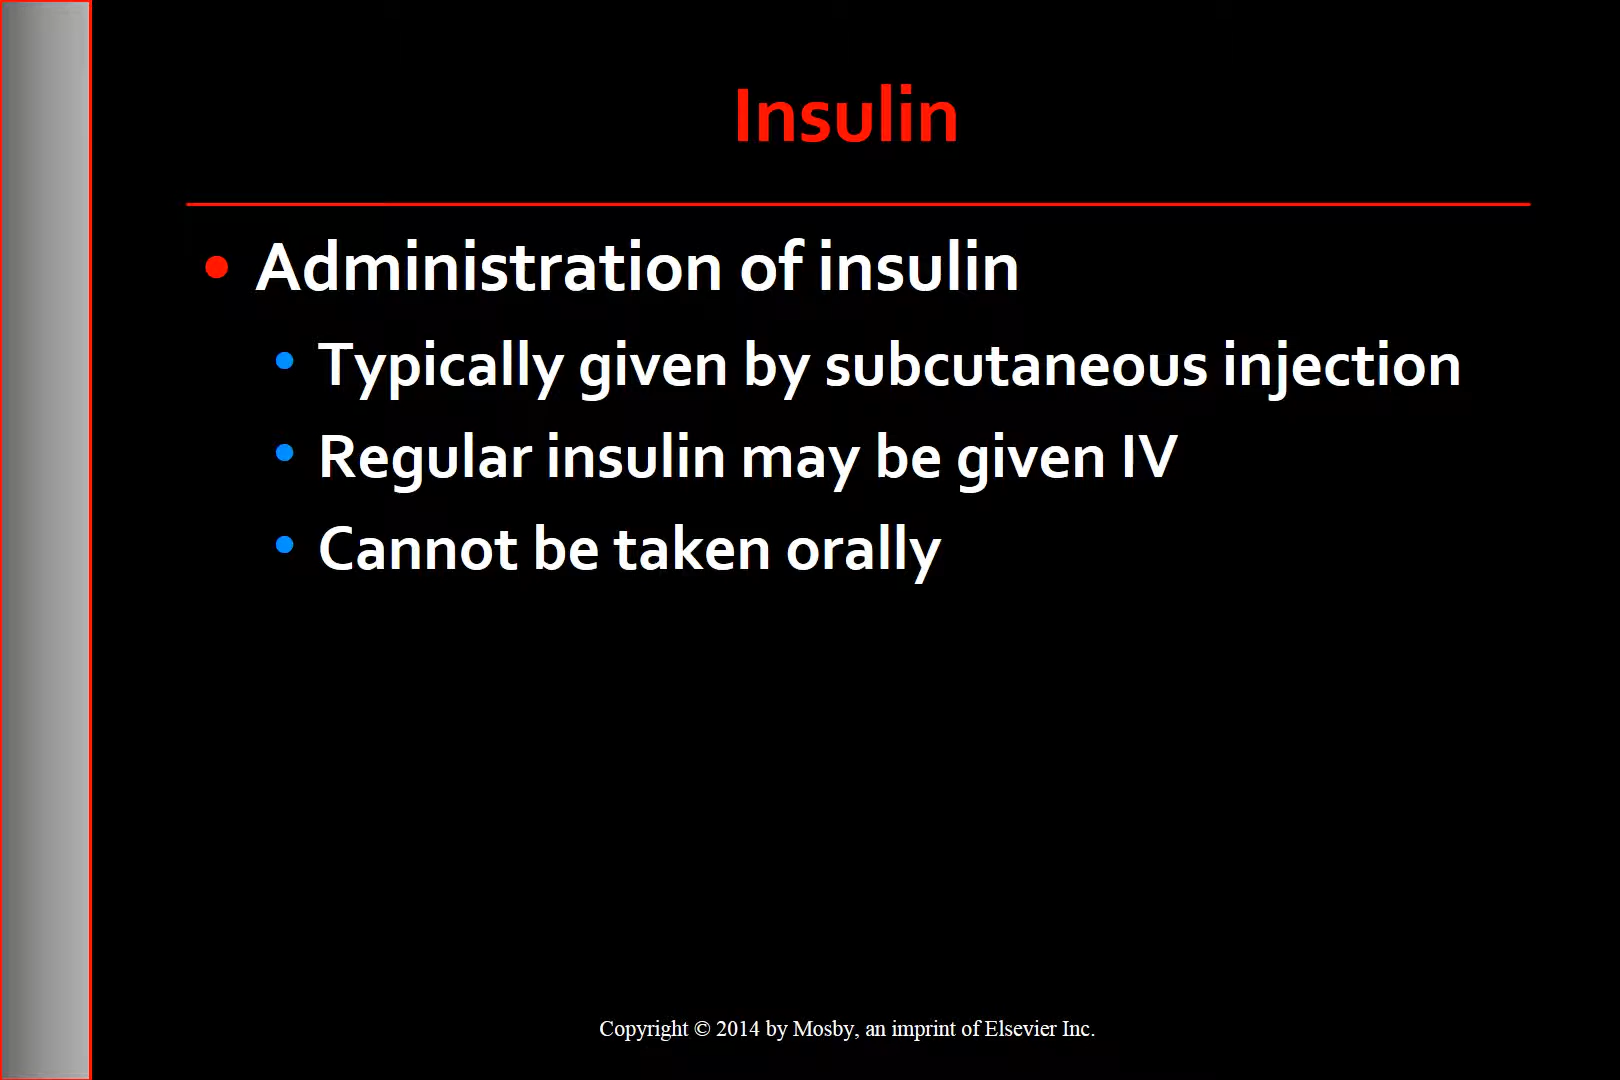 Insulin
• Administration of insulin
• Typically given by subcutaneous injection
• Regular insulin may be given IV
• Cannot be taken orally
Copyright © 2014 by Mosby, an imprint of Elsevier Inc.